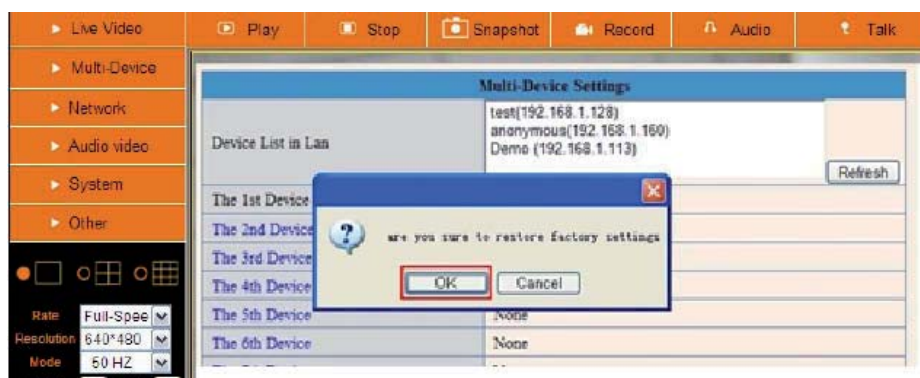 Live Video
Play Stop Snapshot Record Audio Talk
Multi-Device
Network
Audio video
System
Other
Multi-Device Settings
Device List in Lan
test(192.168.1.128)
anonymous(192.168.1.160)
Demo (192.168.1.113)
Refresh
The 1st Device
The 2nd Device
The 3rd Device
The 4th Device
The 5th Device None
The 6th Device None
are you sure to restore factory settings
OK Cancel
Rate Full-Spee
Resolution 640*480
Mode 50 HZ